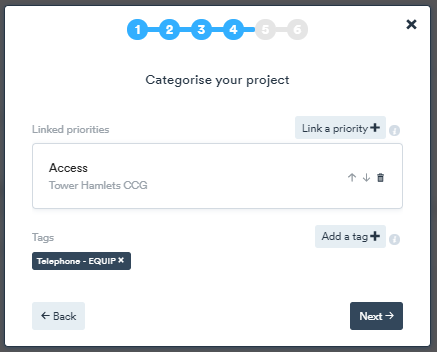 1 2 3 4 5 6
Categorise your project
Linked priorities
Link a priority
Access
Tower Hamlets CCG
Tags
Add a tag
Telephone - EQUIP
Back
Next